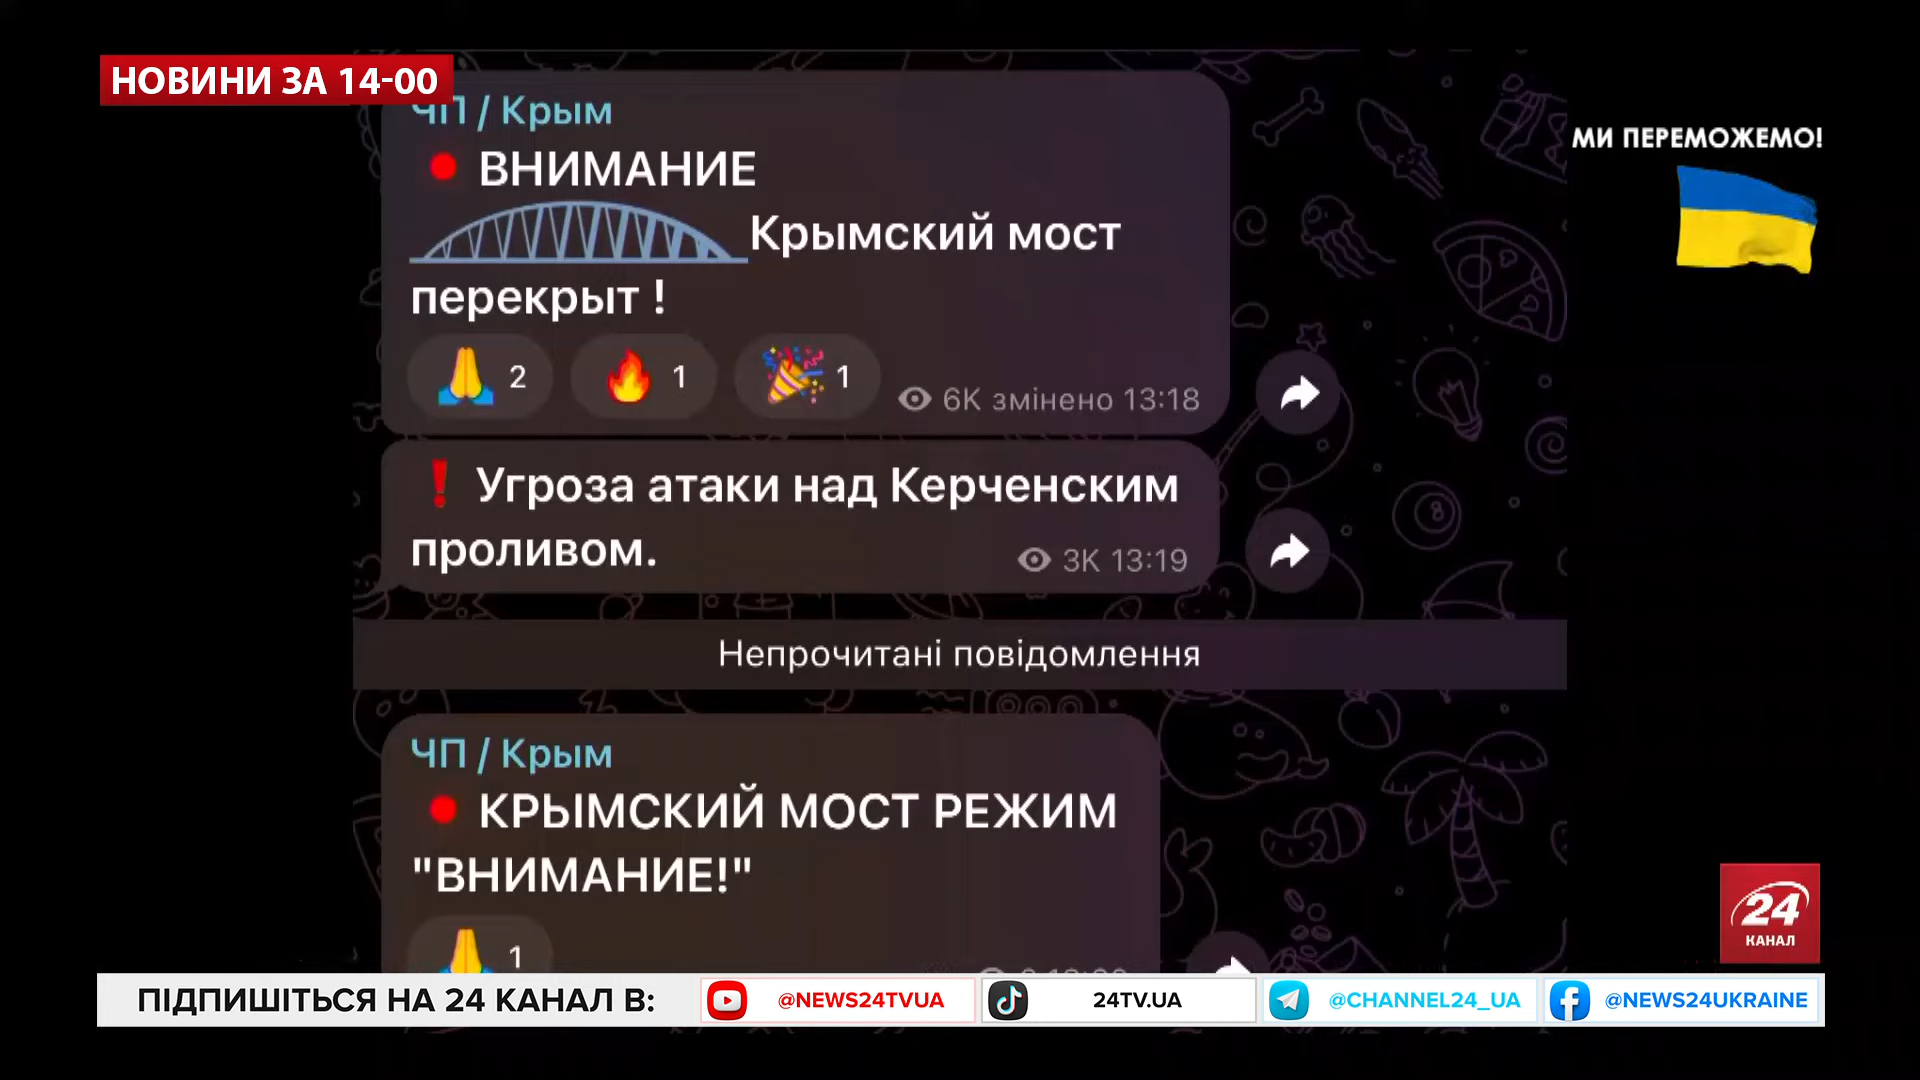 НОВИНИ ЗА 14-00
МИ ПЕРЕМОЖЕМО!
ЧП / Крым
ВНИМАНИЕ
Крымский мост
перекрыт !
2 1 1 6K змінено 13:18
Угроза атаки над Керченским
проливом.
3K 13:19
Непрочитані повідомлення
ЧП / Крым
КРЫМСКИЙ МОСТ РЕЖИМ
"ВНИМАНИЕ!"
1
24
КАНАЛ
ПІДПИШІТЬСЯ НА 24 КАНАЛ В: @NEWS24TVUA 24TV.UA @CHANNEL24_UA @NEWS24UKRAINE